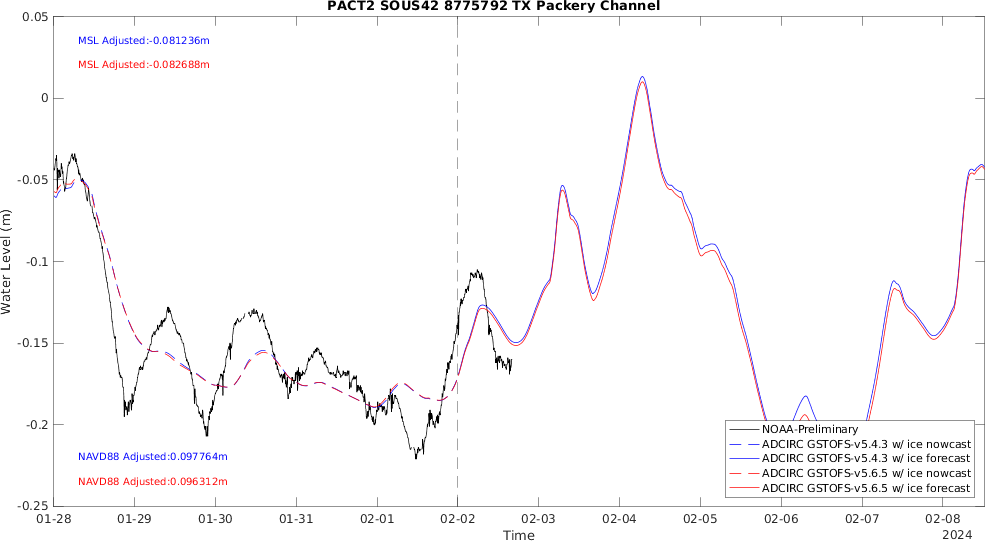 PACT2 SOUS42 8775792 TX Packery Channel
0.05
MSL Adjusted:-0.081236m
MSL Adjusted:-0.082688m
0
-0.05
-0.1
-0.15
-0.2
-0.25
Water Level (m)
NAVD88 Adjusted:0.097764m
NAVD88 Adjusted:0.096312m
NOAA-Preliminary
ADCIRC GSTOFS-v5.4.3 w/ ice nowcast
ADCIRC GSTOFS-v5.4.3 w/ ice forecast
ADCIRC GSTOFS-v5.6.5 w/ ice nowcast
ADCIRC GSTOFS-v5.6.5 w/ ice forecast
01-28 01-29 01-30 01-31 02-01 02-02 02-03 02-04 02-05 02-06 02-07 02-08
Time
2024